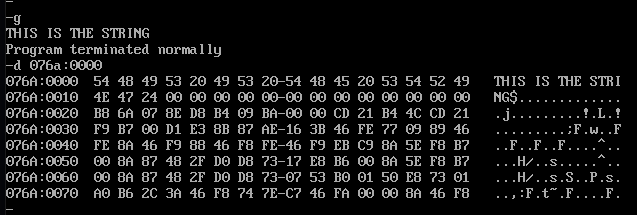 -
-g
THIS IS THE STRING
Program terminated normally
-d 076a:0000
076A:0000 54 48 49 53 20 49 53 20-54 48 45 20 53 54 52 49 THIS IS THE STRI
076A:0010 4E 47 24 00 00 00 00 00-00 00 00 00 00 00 00 00 NG$.............
076A:0020 B8 6A 07 8E D8 B4 09 BA-00 00 CD 21 B4 4C CD 21 .j.........!.L.!
076A:0030 F9 B7 00 D1 E3 8B 87 AE-16 3B 46 FE 77 09 89 46 .........;F.w..F
076A:0040 FE 8A 46 F9 88 46 F8 FE-46 F9 EB C9 8A 5E F8 B7 ..F..F..F....^..
076A:0050 00 8A 87 48 2F D0 D8 73-17 E8 B6 00 8A 5E F8 B7 ...H/..s.....^..
076A:0060 00 8A 87 48 2F D0 D8 73-07 53 B0 01 50 E8 73 01 ...H/..s.S..P.s.
076A:0070 A0 B6 2C 3A 46 F8 74 7E-C7 46 FA 00 00 8A 46 F8 ..,:F.t~.F....F.
-